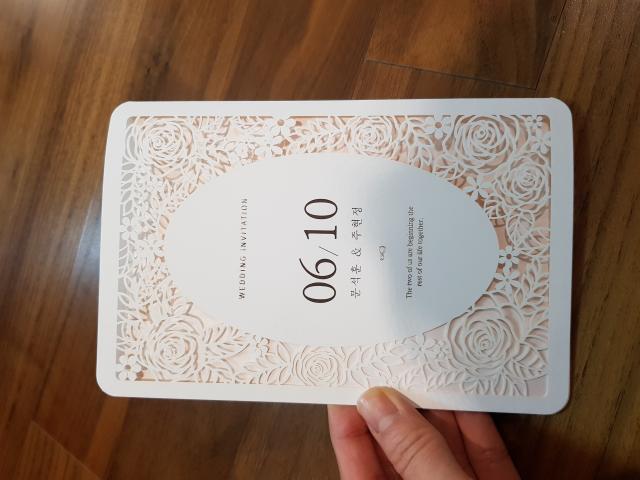 WEDDING INVITATION
06/10
문석훈 & 주현정
The two of us are beginning the
rest of our life together.